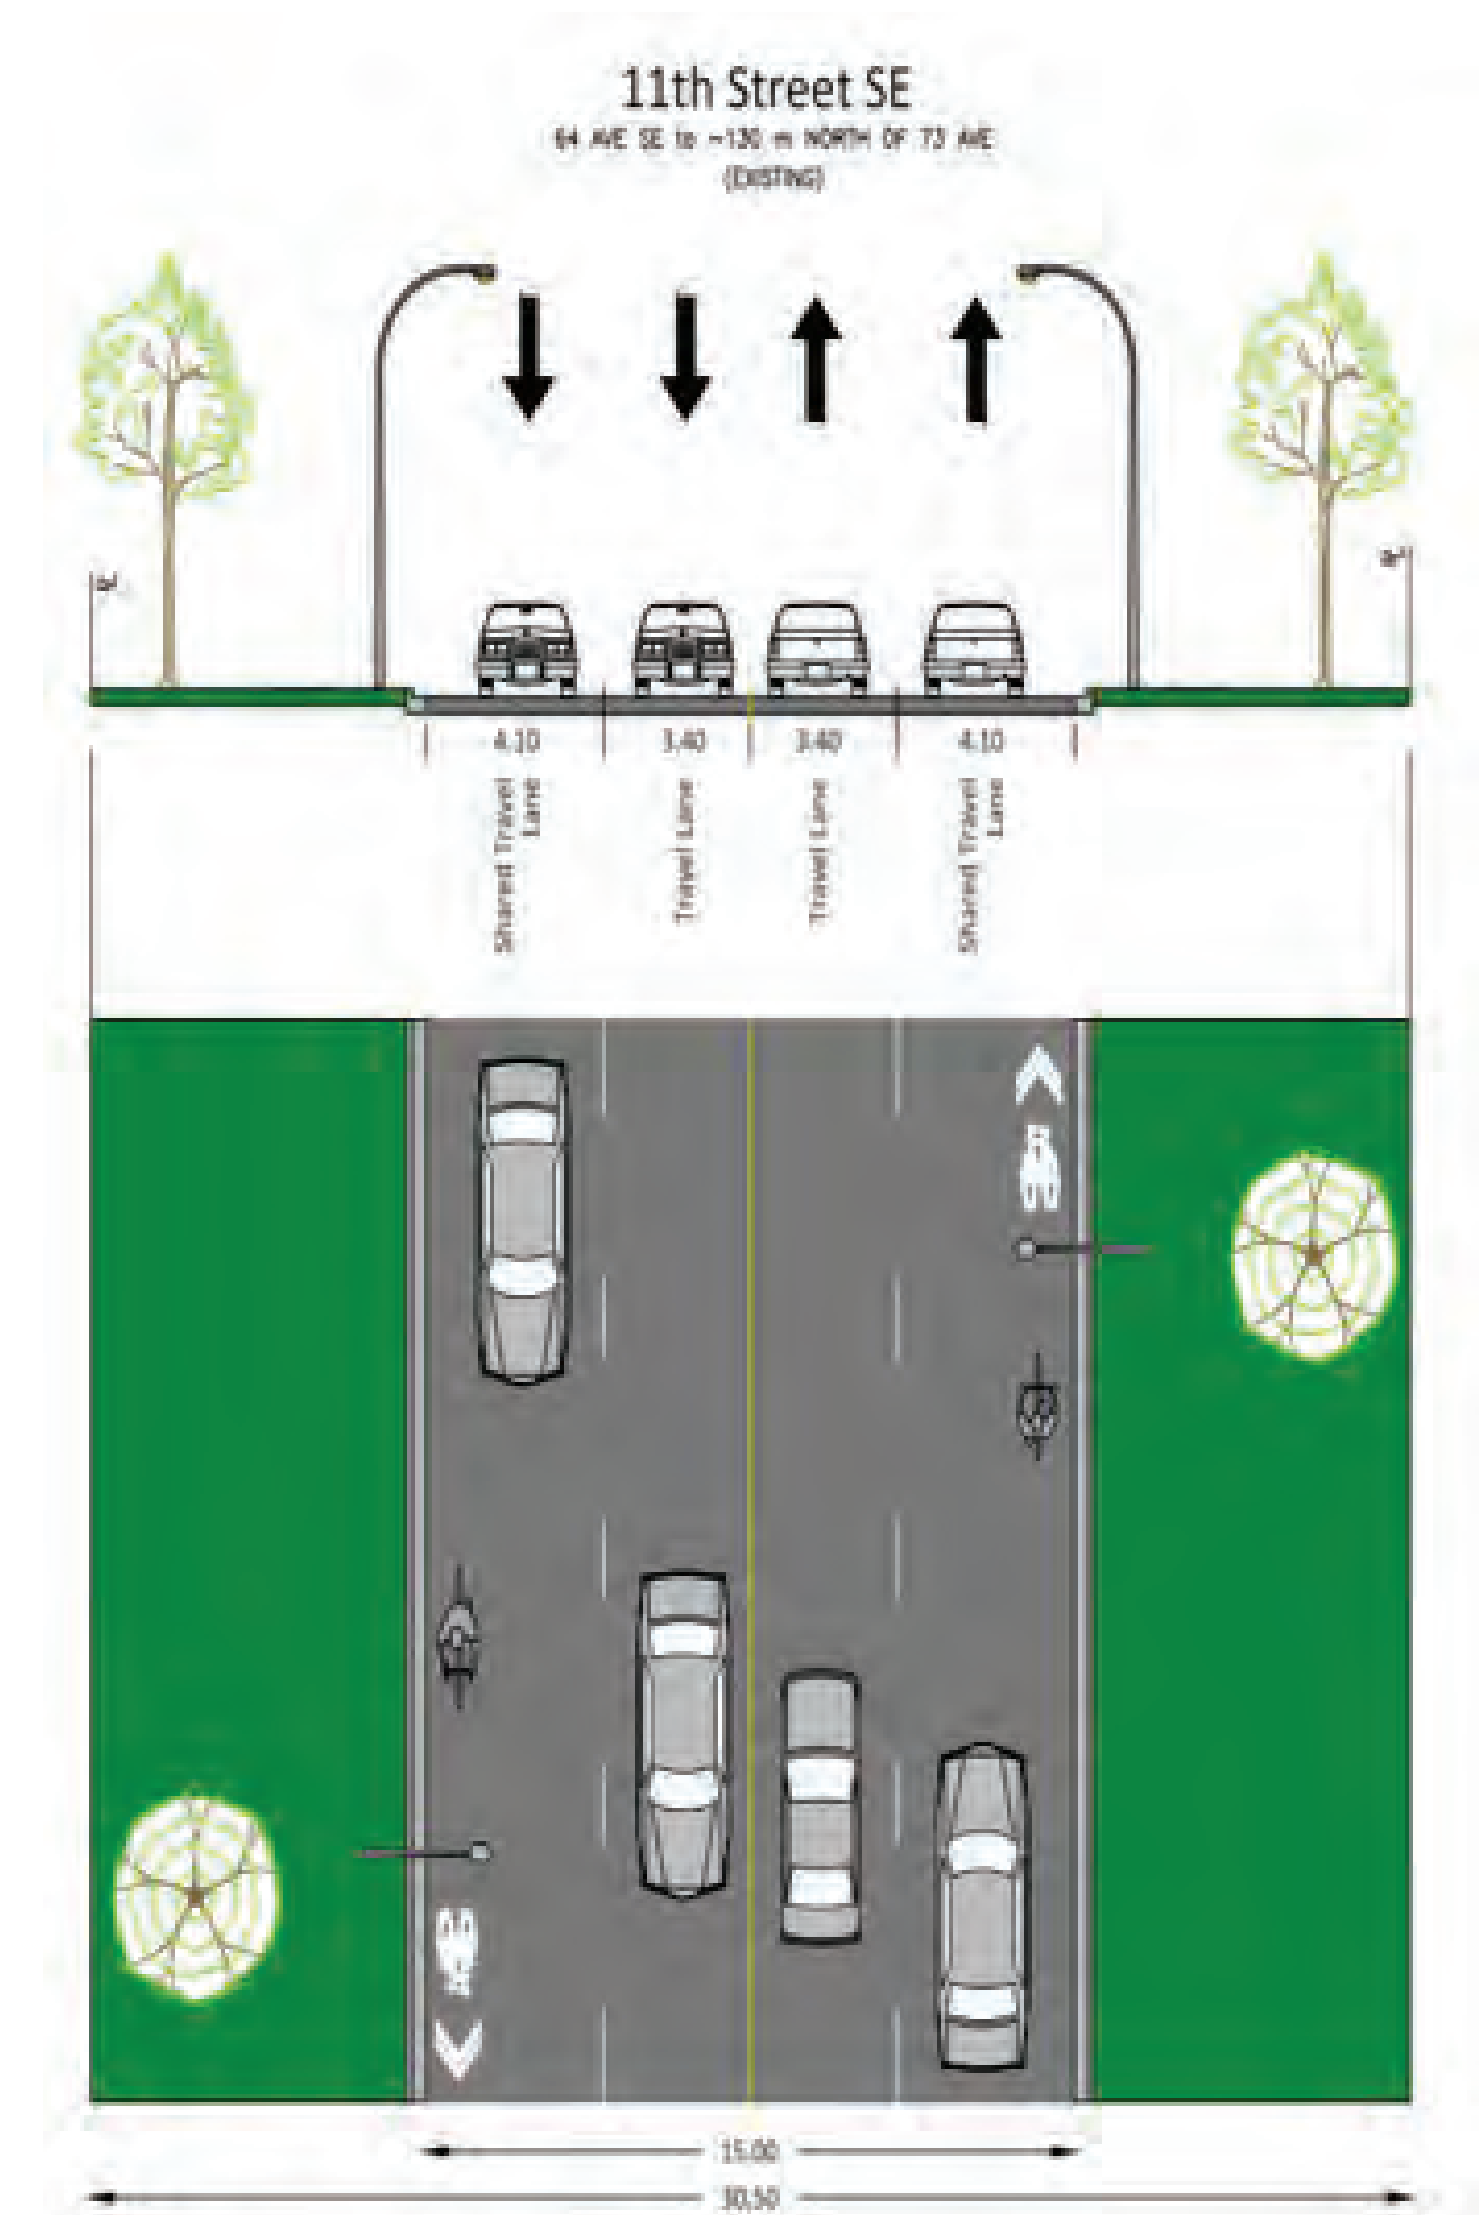 11th Street SE
64 AVE SE to ~130 m NORTH OF 73 AVE
(EXISTING)
4.10
3.40
3.40
4.10
Shared Travel
Lane
Travel Lane
Travel Lane
Shared Travel
Lane
15.00
30.50